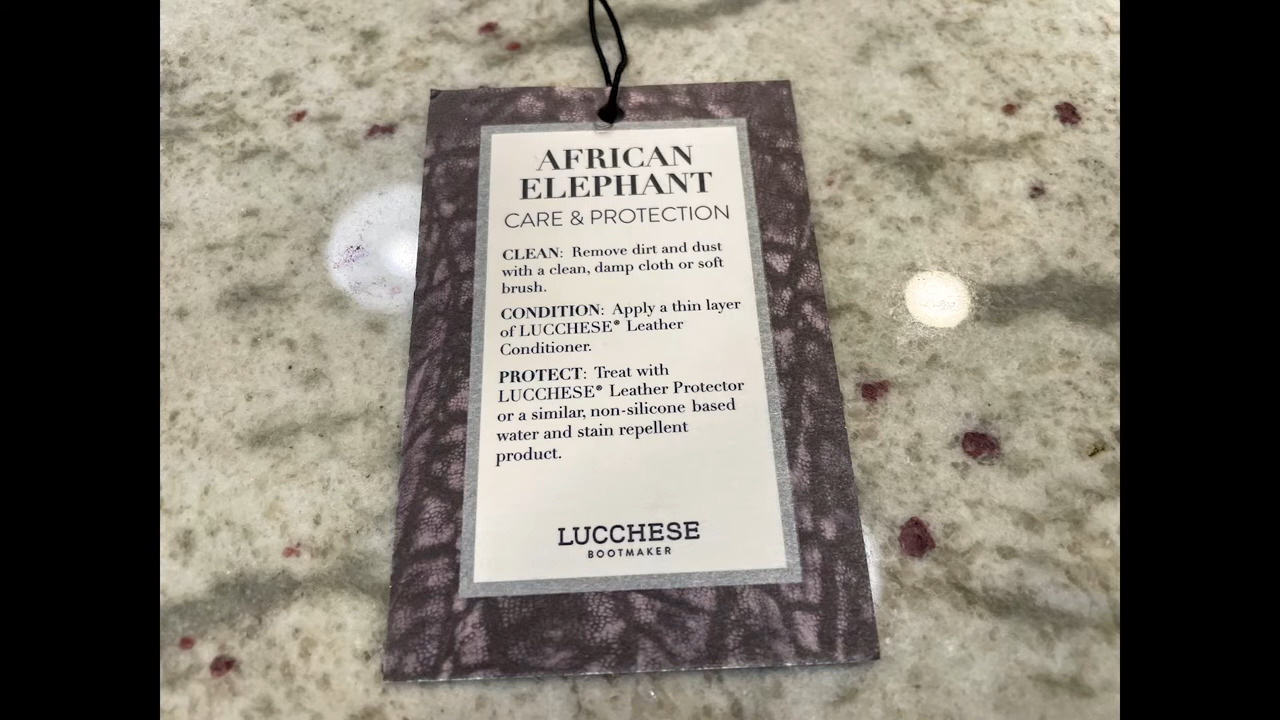 AFRICAN
ELEPHANT
CARE & PROTECTION
CLEAN: Remove dirt and dust
with a clean, damp cloth or soft
brush.
CONDITION: Apply a thin layer
of LUCCHESE® Leather
Conditioner.
PROTECT: Treat with
LUCCHESE® Leather Protector
or a similar, non-silicone based
water and stain repellent
product.
LUCCHESE
BOOTMAKER